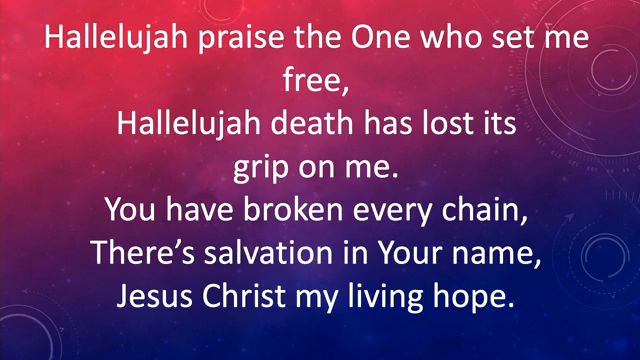 Hallelujah praise the One who set me
free,
Hallelujah death has lost its
grip on me.
You have broken every chain,
There’s salvation in Your name,
Jesus Christ my living hope.